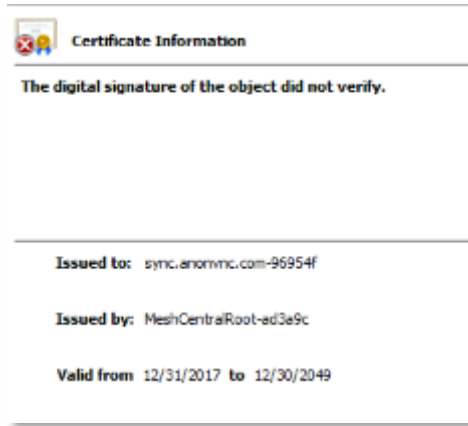 Certificate Information
The digital signature of the object did not verify.
Issued to: sync.anonvnc.com-96954f
Issued by: MeshCentralRoot-ad3a9c
Valid from 12/31/2017 to 12/30/2049